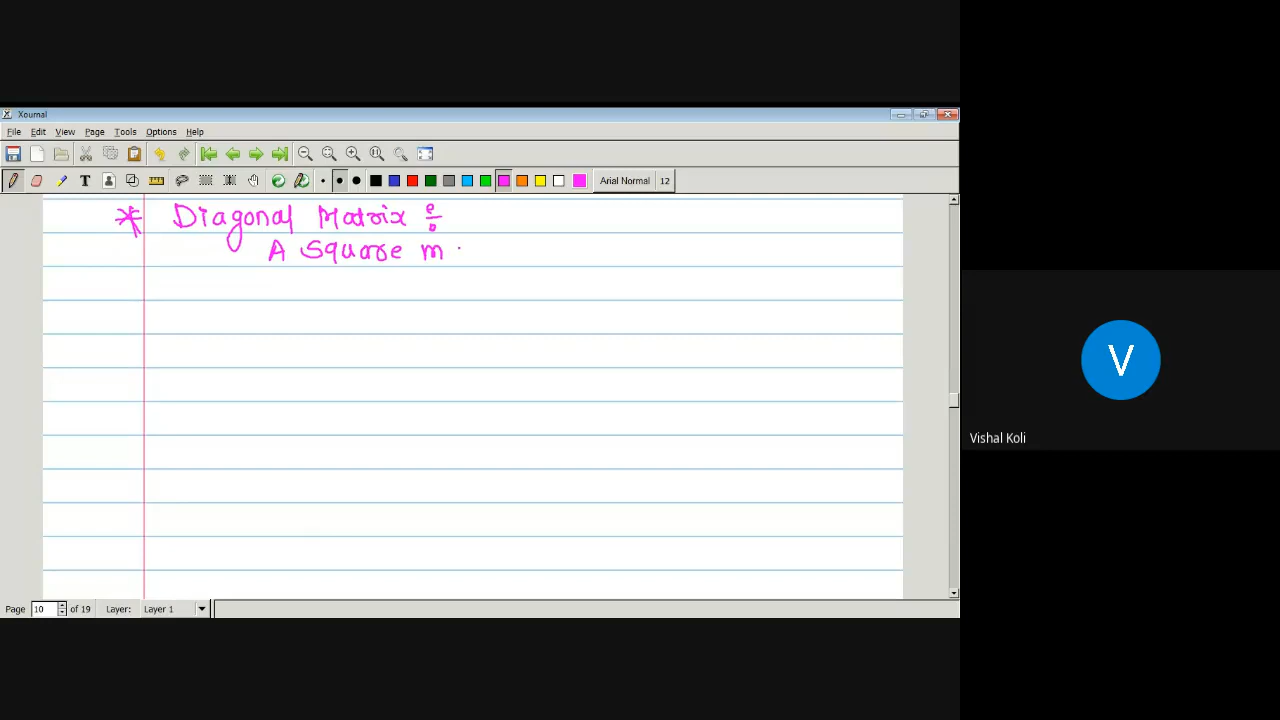 Xournal
File Edit View Page Tools Options Help
T Arial Normal 12
* Diagonal Matrix :-
A Square m
V
Vishal Koli
Page 10 of 19 Layer: Layer 1